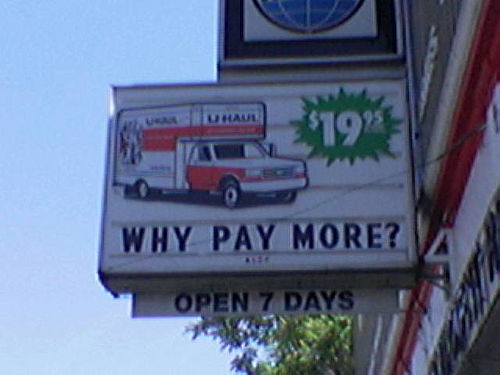 U-HAUL U-HAUL
$19.95
WHY PAY MORE?
OPEN 7 DAYS